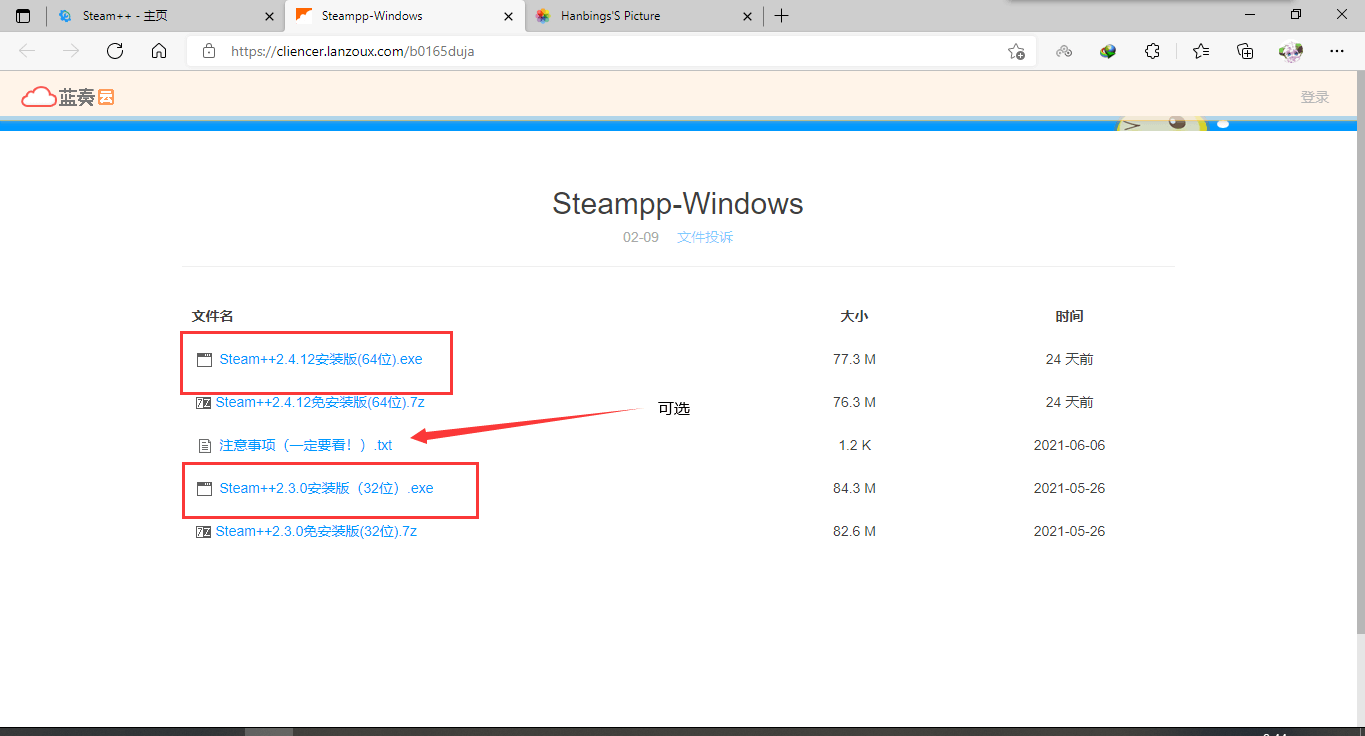 Steam++ - 主页
Steampp-Windows
Hanbings'S Picture
https://cliencer.lanzoux.com/b0165duja
蓝奏云
登录
Steampp-Windows
02-09 文件投诉
文件名 大小 时间
Steam++2.4.12安装版(64位).exe 77.3 M 24 天前
Steam++2.4.12免安装版(64位).7z 76.3 M 24 天前
可选
注意事项（一定要看！）.txt 1.2 K 2021-06-06
Steam++2.3.0安装版（32位）.exe 84.3 M 2021-05-26
Steam++2.3.0免安装版(32位).7z 82.6 M 2021-05-26